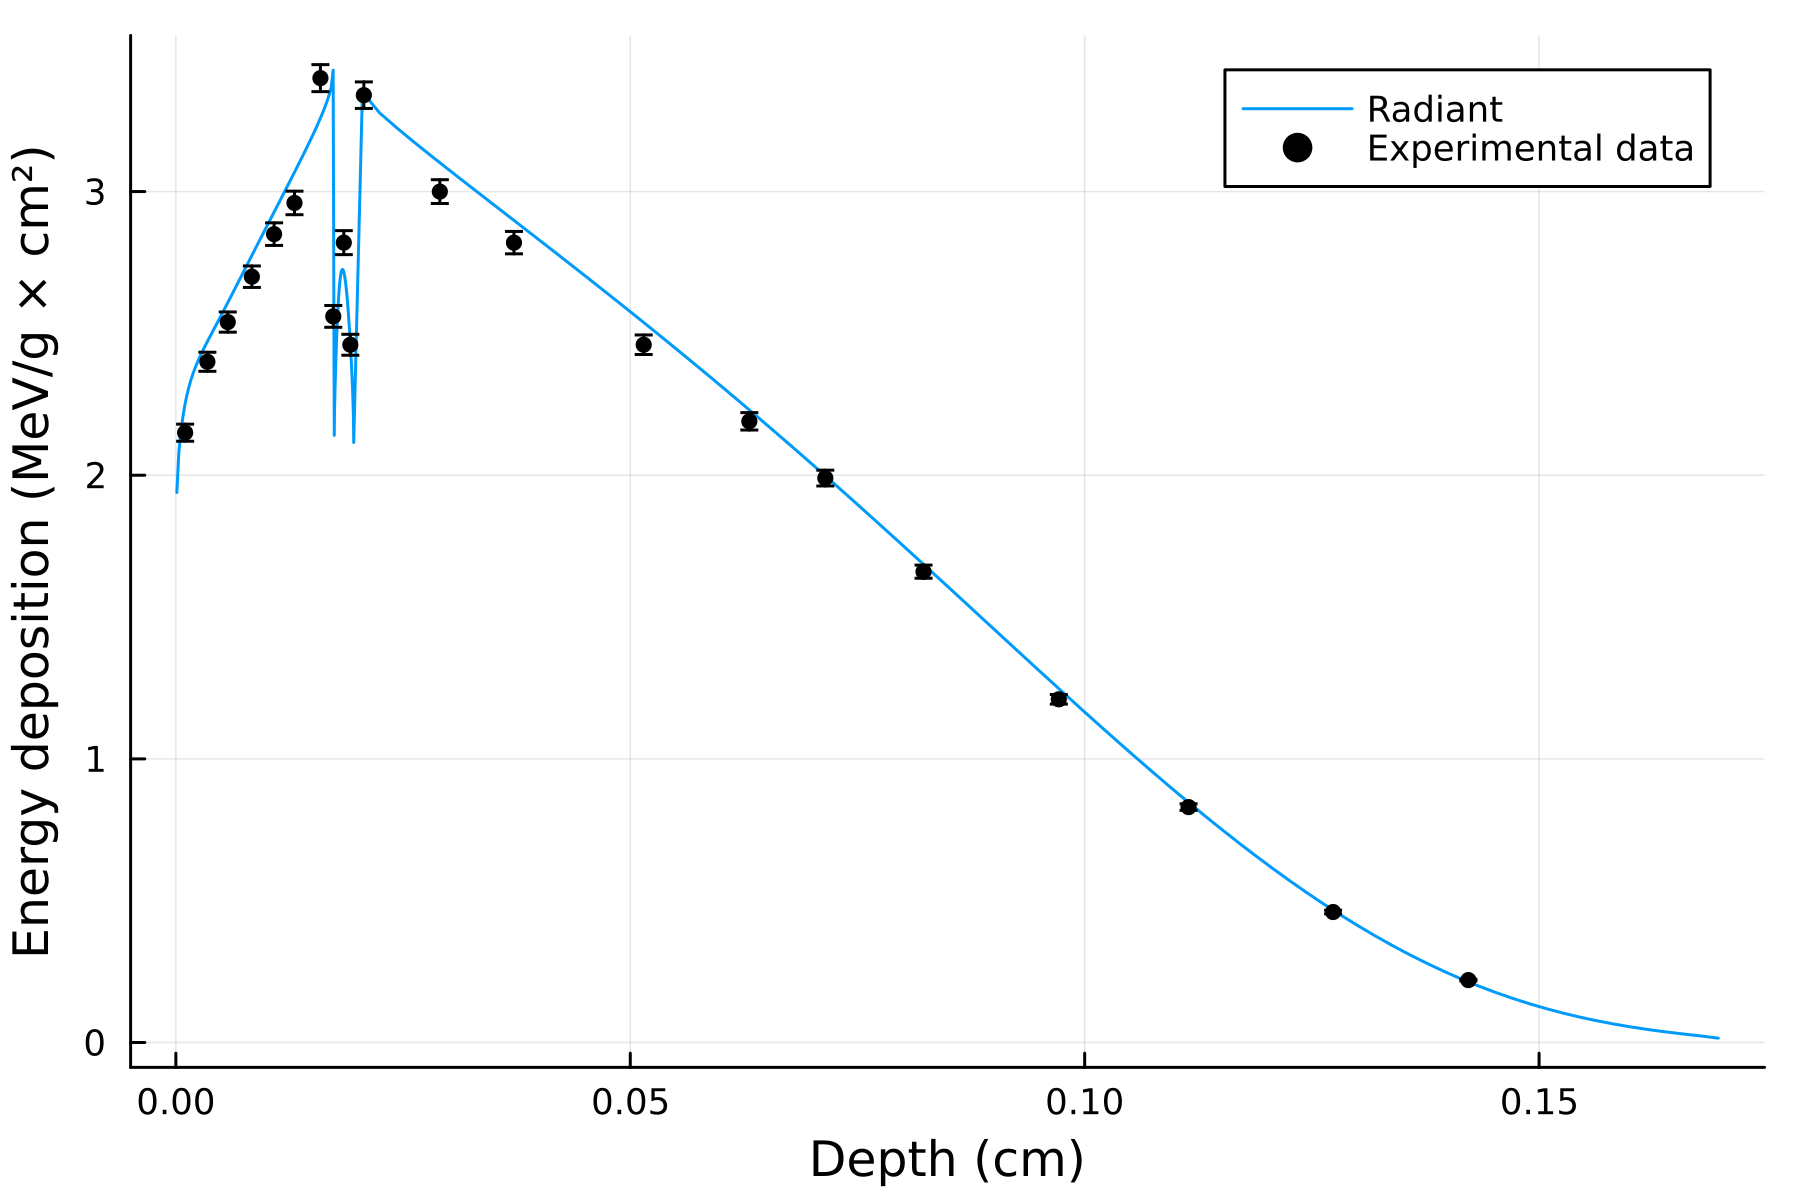 Energy deposition (MeV/g × cm²)
3
2
1
0
0.00
0.05
0.10
0.15
Depth (cm)
Radiant
Experimental data